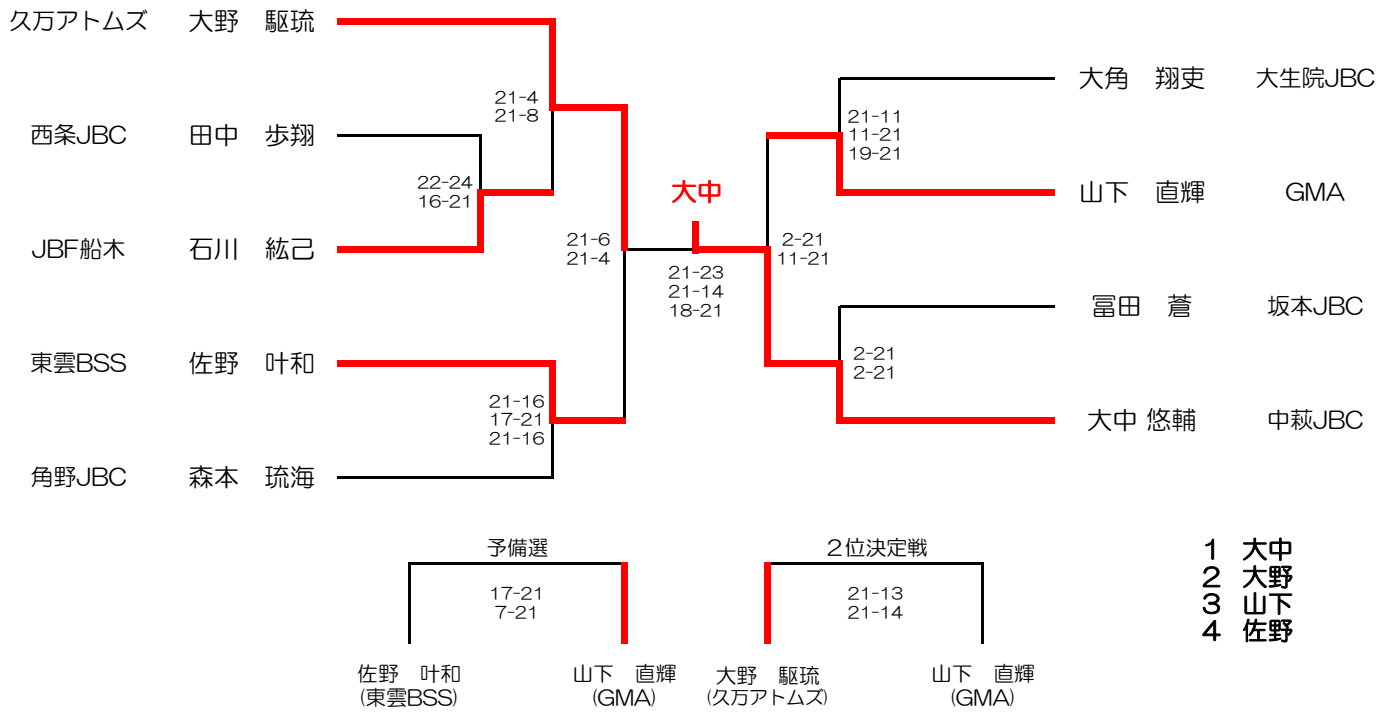 久万アトムズ 大野 駆琉
西条JBC 田中 歩翔
JBF船木 石川 紘己
東雲BSS 佐野 叶和
角野JBC 森本 琉海
21-4
21-8
22-24
16-21
21-6
21-4
21-16
17-21
21-16
大中
21-23
21-14
18-21
大角 翔吏 大生院JBC
山下 直輝 GMA
冨田 蒼 坂本JBC
大中 悠輔 中萩JBC
21-11
11-21
19-21
2-21
11-21
2-21
2-21
予備選
17-21
7-21
佐野 叶和
(東雲BSS)
山下 直輝
(GMA)
2位決定戦
21-13
21-14
大野 駆琉
(久万アトムズ)
山下 直輝
(GMA)
1 大中
2 大野
3 山下
4 佐野